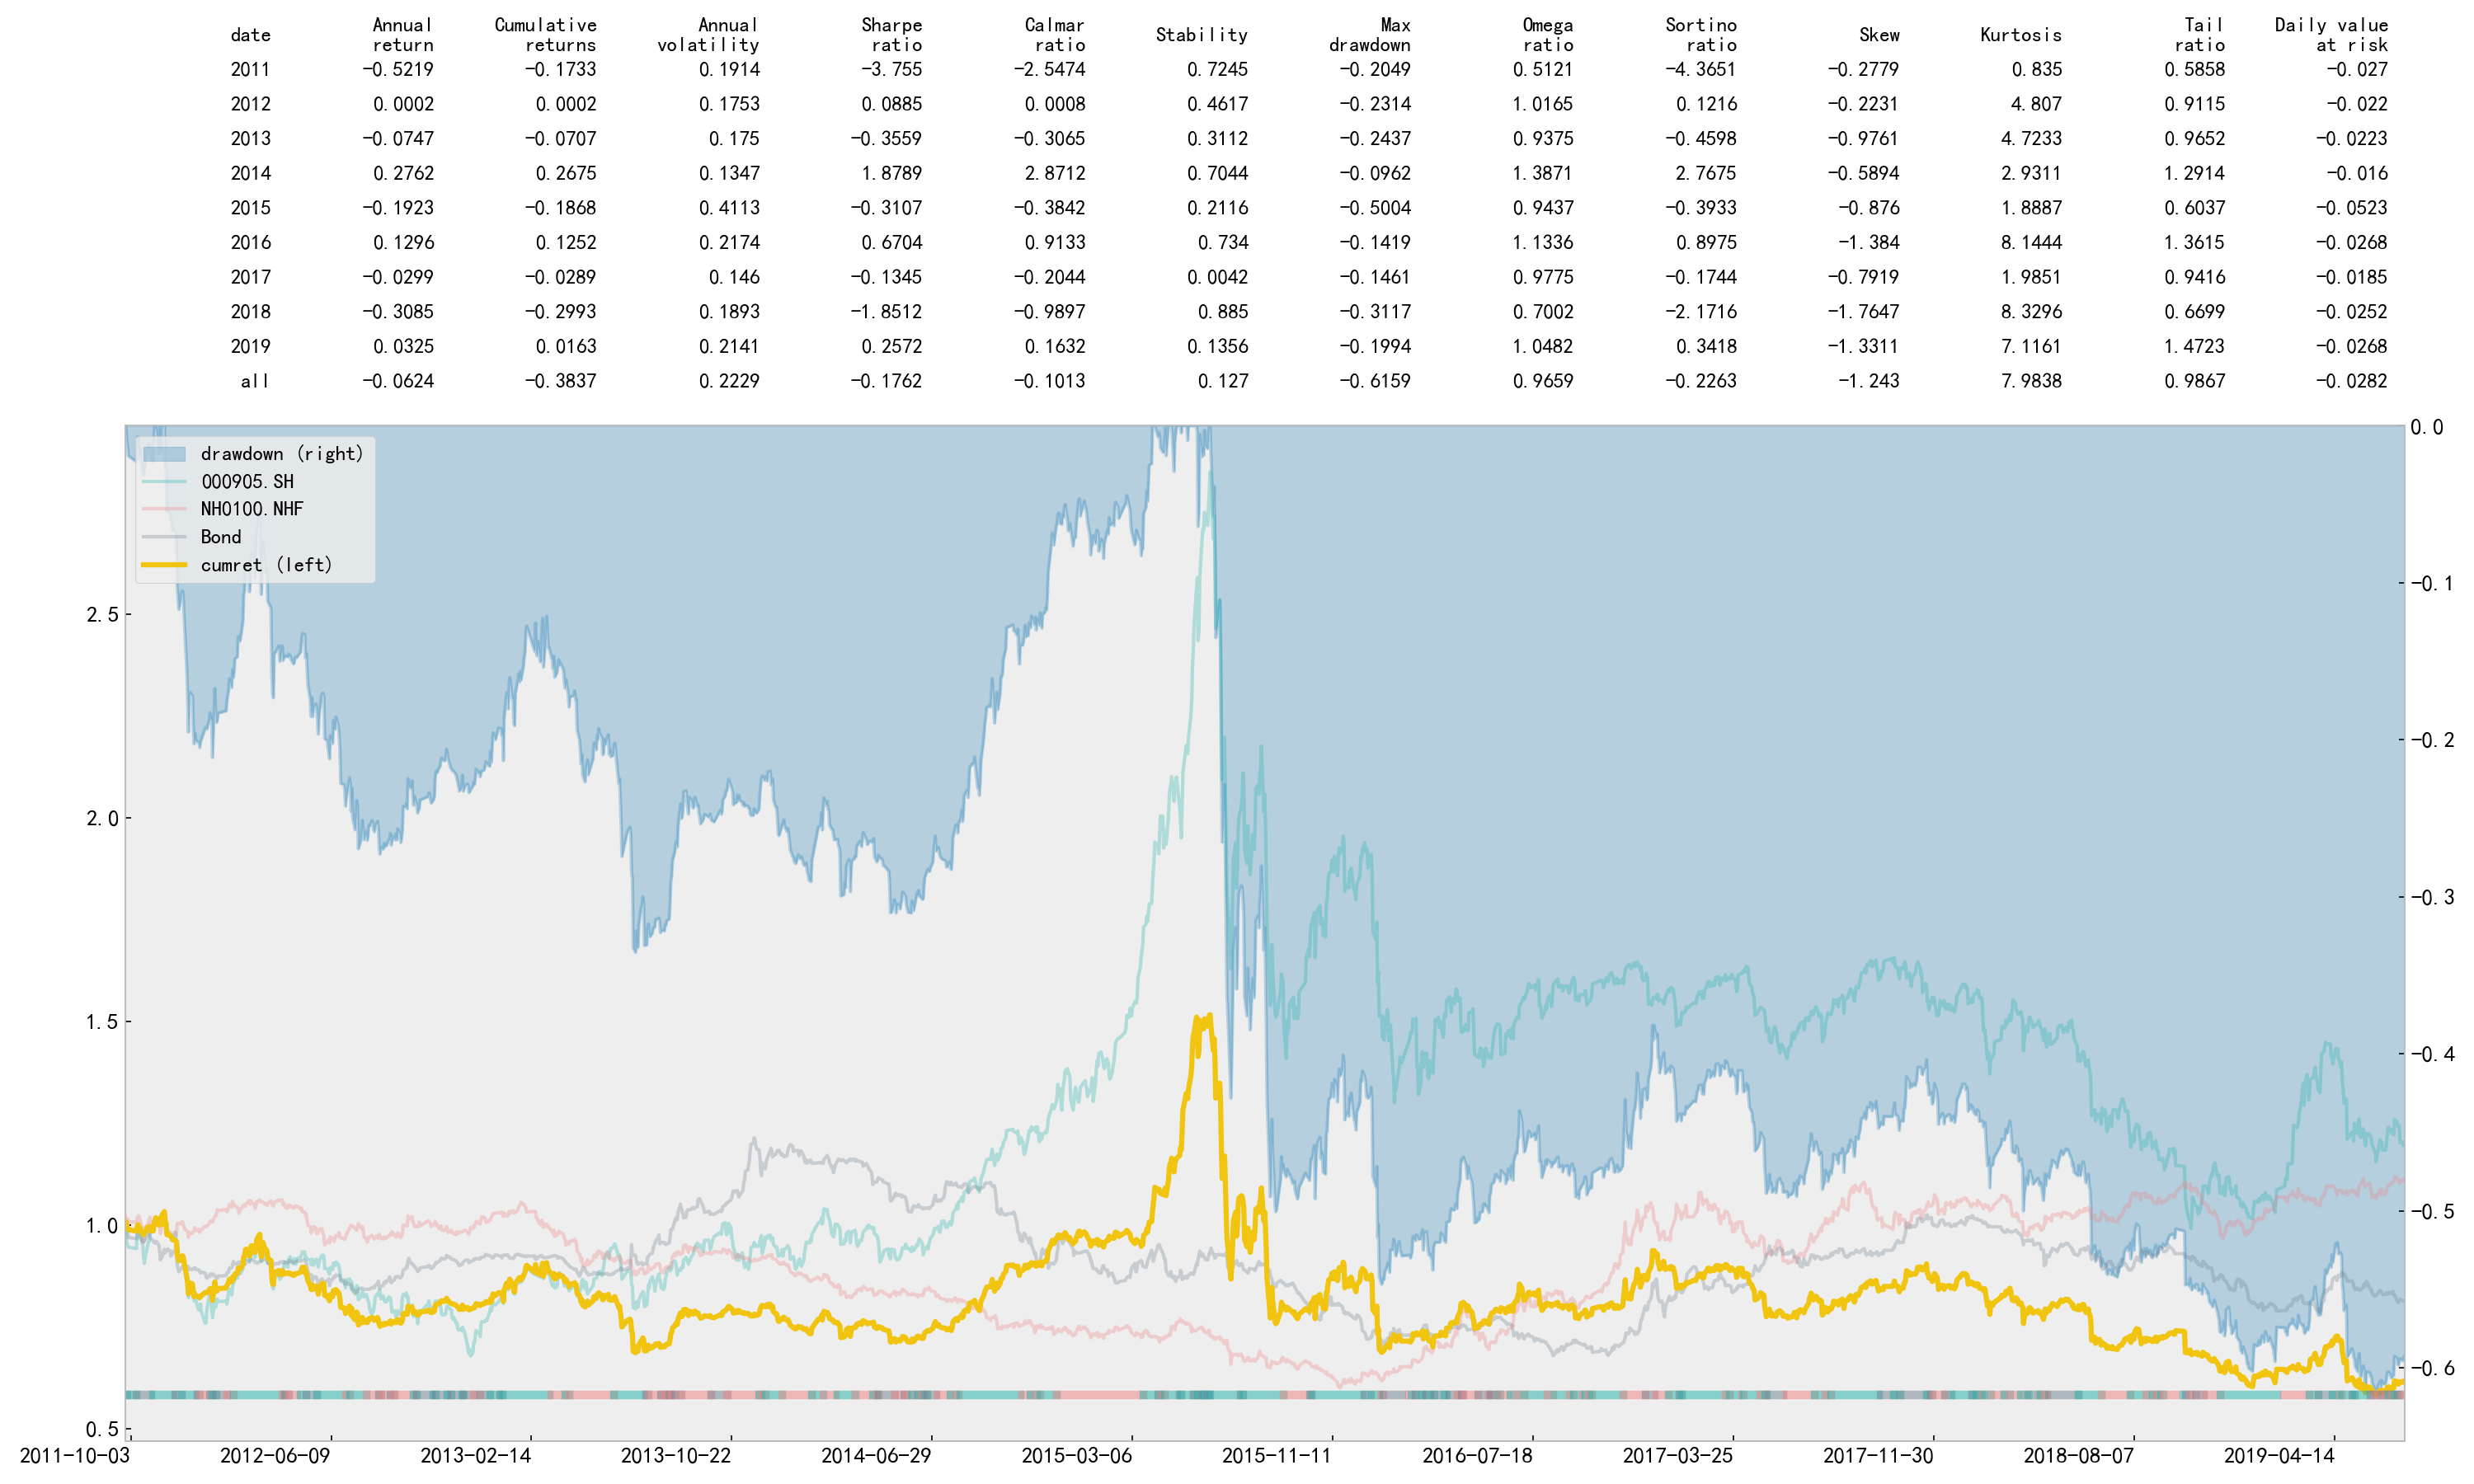 date Annual return Cumulative returns Annual volatility Sharpe ratio Calmar ratio Stability Max drawdown Omega ratio Sortino ratio Skew Kurtosis Tail ratio Daily value at risk
2011 -0.5219 -0.1733 0.1914 -3.755 -2.5474 0.7245 -0.2049 0.5121 -4.3651 -0.2779 0.835 0.5858 -0.027
2012 0.0002 0.0002 0.1753 0.0885 0.0008 0.4617 -0.2314 1.0165 0.1216 -0.2231 4.807 0.9115 -0.022
2013 -0.0747 -0.0707 0.175 -0.3559 -0.3065 0.3112 -0.2437 0.9375 -0.4598 -0.9761 4.7233 0.9652 -0.0223
2014 0.2762 0.2675 0.1347 1.8789 2.8712 0.7044 -0.0962 1.3871 2.7675 -0.5894 2.9311 1.2914 -0.016
2015 -0.1923 -0.1868 0.4113 -0.3107 -0.3842 0.2116 -0.5004 0.9437 -0.3933 -0.876 1.8887 0.6037 -0.0523
2016 0.1296 0.1252 0.2174 0.6704 0.9133 0.734 -0.1419 1.1336 0.8975 -1.384 8.1444 1.3615 -0.0268
2017 -0.0299 -0.0289 0.146 -0.1345 -0.2044 0.0042 -0.1461 0.9775 -0.1744 -0.7919 1.9851 0.9416 -0.0185
2018 -0.3085 -0.2993 0.1893 -1.8512 -0.9897 0.885 -0.3117 0.7002 -2.1716 -1.7647 8.3296 0.6699 -0.0252
2019 0.0325 0.0163 0.2141 0.2572 0.1632 0.1356 -0.1994 1.0482 0.3418 -1.3311 7.1161 1.4723 -0.0268
all -0.0624 -0.3837 0.2229 -0.1762 -0.1013 0.127 -0.6159 0.9659 -0.2263 -1.243 7.9838 0.9867 -0.0282
drawdown (right)
000905.SH
NH0100.NHF
Bond
cumret (left)
2.5
2.0
1.5
1.0
0.5
0.0
-0.1
-0.2
-0.3
-0.4
-0.5
-0.6
2011-10-03 2012-06-09 2013-02-14 2013-10-22 2014-06-29 2015-03-06 2015-11-11 2016-07-18 2017-03-25 2017-11-30 2018-08-07 2019-04-14